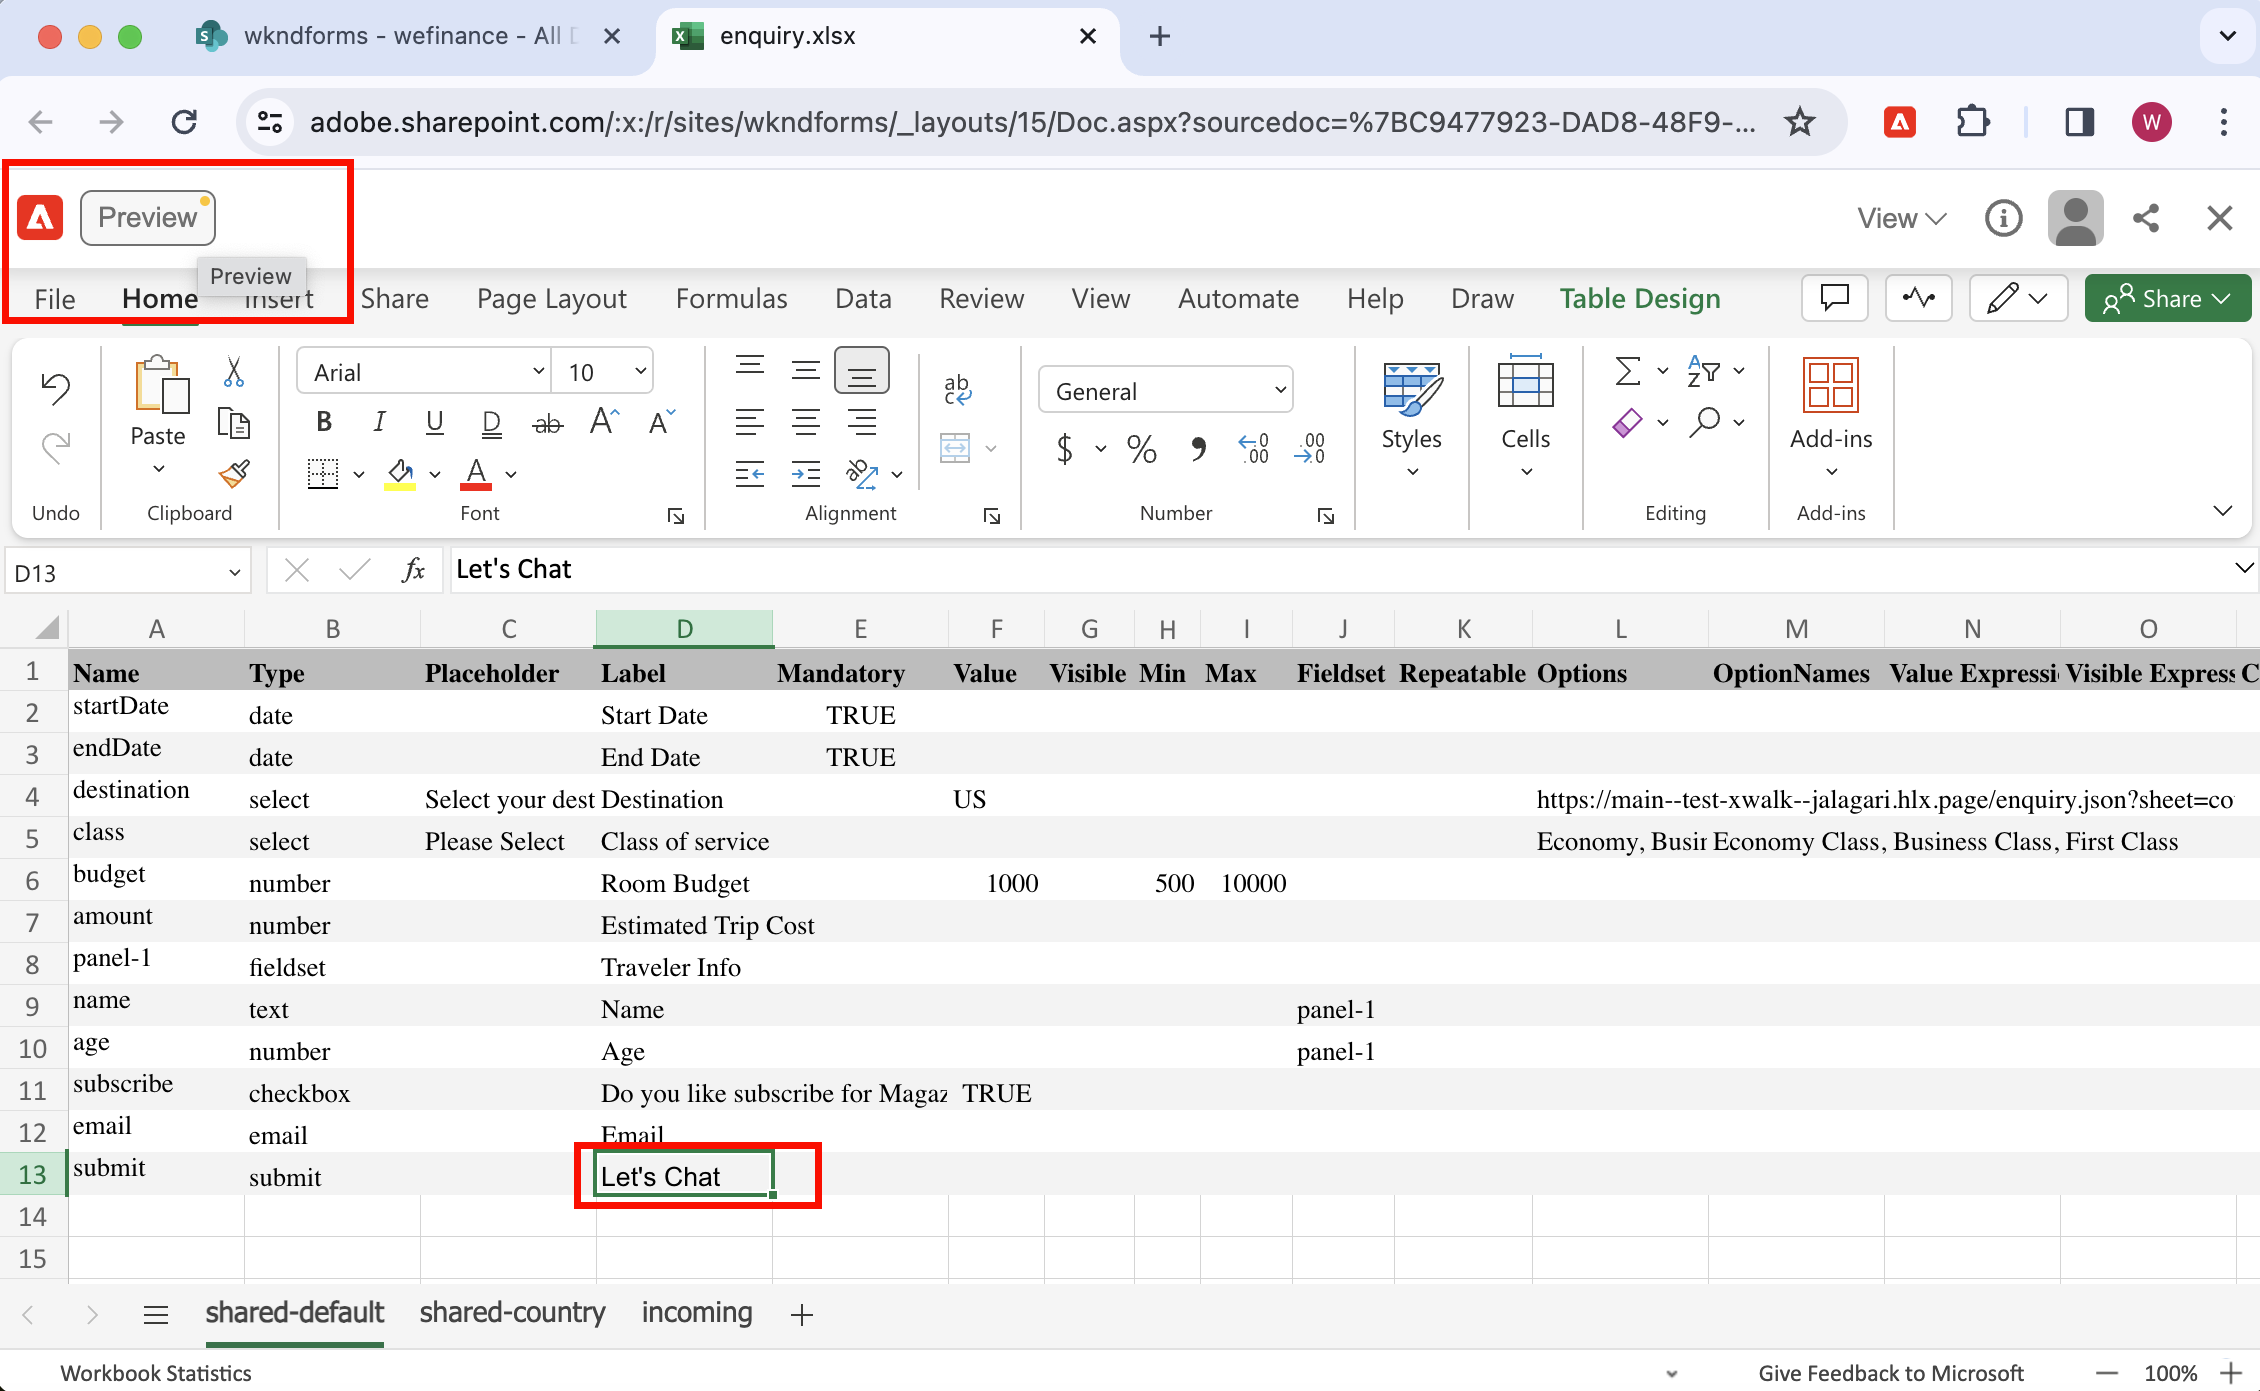 wkndforms - wefinance - All
enquiry.xlsx
adobe.sharepoint.com/:x:/r/sites/wkndforms/_layouts/15/Doc.aspx?sourcedoc=%7BC9477923-DAD8-48F9-...
W
Preview
View
Preview
File Home Insert Share Page Layout Formulas Data Review View Automate Help Draw Table Design Share
Arial 10
General
Paste
Styles Cells Add-ins
Undo Clipboard Font Alignment Number Editing Add-ins
D13 fx Let's Chat
A B C D E F G H I J K L M N O
1 Name Type Placeholder Label Mandatory Value Visible Min Max Fieldset Repeatable Options OptionNames Value Expressi Visible Express C
2 startDate date Start Date TRUE
3 endDate date End Date TRUE
4 destination select Select your dest Destination US https://main--test-xwalk--jalagari.hlx.page/enquiry.json?sheet=co
5 class select Please Select Class of service Economy, Busir Economy Class, Business Class, First Class
6 budget number Room Budget 1000 500 10000
7 amount number Estimated Trip Cost
8 panel-1 fieldset Traveler Info
9 name text Name panel-1
10 age number Age panel-1
11 subscribe checkbox Do you like subscribe for Magaz TRUE
12 email email Email
13 submit submit Let's Chat
14
15
shared-default shared-country incoming
Workbook Statistics Give Feedback to Microsoft 100%